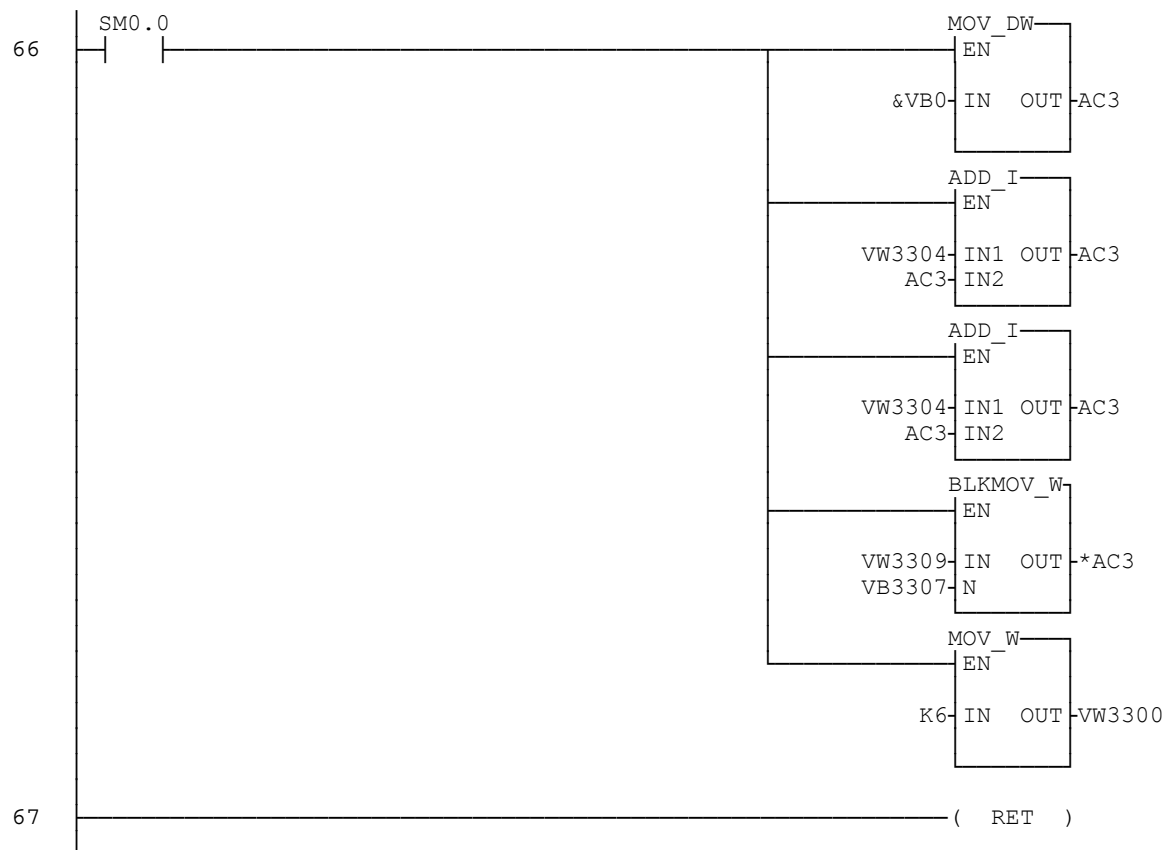 SM0.0 MOV_DW
66 EN
&VB0 IN OUT AC3
ADD_I
EN
VW3304 IN1 OUT AC3
AC3 IN2
ADD_I
EN
VW3304 IN1 OUT AC3
AC3 IN2
BLKMOV_W
EN
VW3309 IN OUT *AC3
VB3307 N
MOV_W
EN
K6 IN OUT VW3300
67 ( RET )